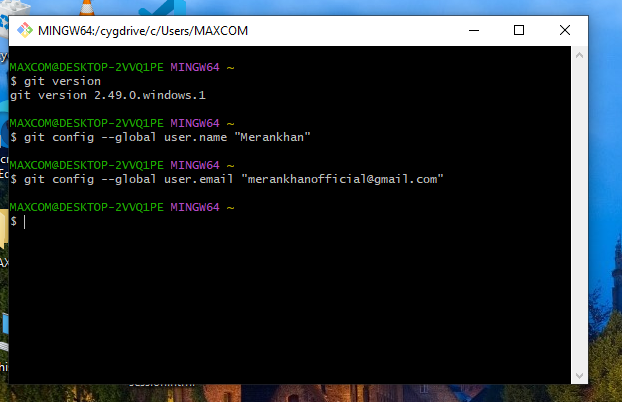 MINGW64:/cygdrive/c/Users/MAXCOM
MAXCOM@DESKTOP-2VVQ1PE MINGW64 ~
$ git version
git version 2.49.0.windows.1
MAXCOM@DESKTOP-2VVQ1PE MINGW64 ~
$ git config --global user.name "Merankhan"
MAXCOM@DESKTOP-2VVQ1PE MINGW64 ~
$ git config --global user.email "merankhanofficial@gmail.com"
MAXCOM@DESKTOP-2VVQ1PE MINGW64 ~
$